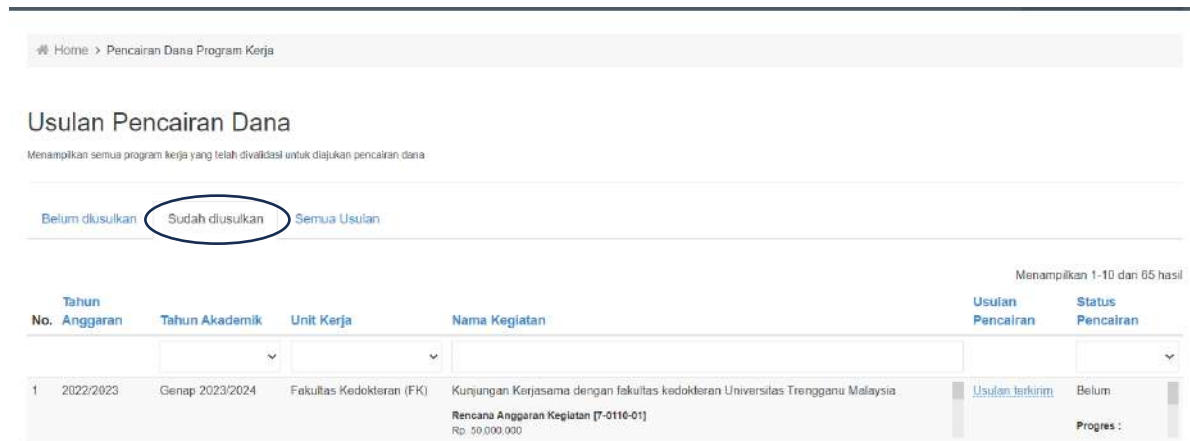 Home > Pencairan Dana Program Kerja
Usulan Pencairan Dana
Menampilkan semua program kerja yang telah divalidasi untuk diajukan pencairan dana
Belum diusulkan Sudah diusulkan Semua Usulan
Menampilkan 1-10 dari 65 hasil
No. Tahun Anggaran Tahun Akademik Unit Kerja Nama Kegiatan Usulan Pencairan Status Pencairan
1 2022/2023 Genap 2023/2024 Fakultas Kedokteran (FK) Kunjungan Kerjasama dengan fakultas kedokteran Universitas Trengganu Malaysia Usulan terkirim Belum
Rencana Anggaran Kegiatan [7-0110-01] Progres :
Rp. 50,000,000